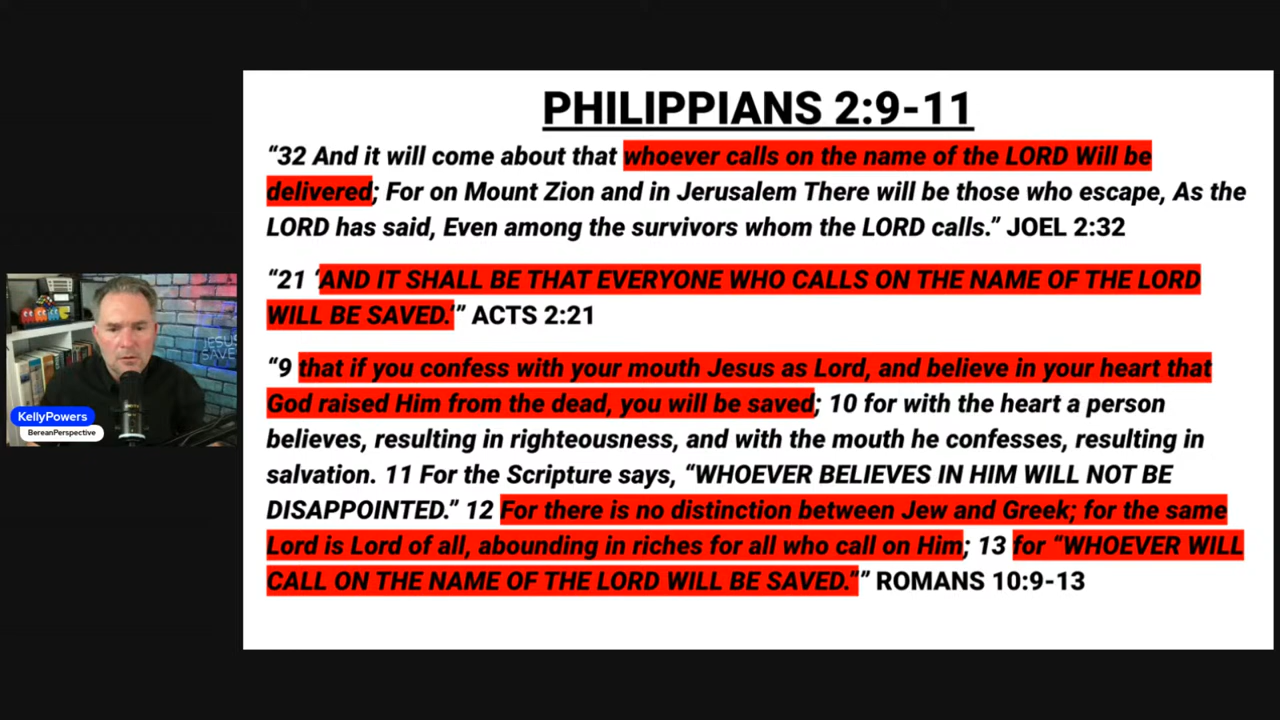 PHILIPPIANS 2:9-11
“32 And it will come about that whoever calls on the name of the LORD Will be
delivered; For on Mount Zion and in Jerusalem There will be those who escape, As the
LORD has said, Even among the survivors whom the LORD calls.” JOEL 2:32
“21 ‘AND IT SHALL BE THAT EVERYONE WHO CALLS ON THE NAME OF THE LORD
WILL BE SAVED.’” ACTS 2:21
“9 that if you confess with your mouth Jesus as Lord, and believe in your heart that
God raised Him from the dead, you will be saved; 10 for with the heart a person
believes, resulting in righteousness, and with the mouth he confesses, resulting in
salvation. 11 For the Scripture says, “WHOEVER BELIEVES IN HIM WILL NOT BE
DISAPPOINTED.” 12 For there is no distinction between Jew and Greek; for the same
Lord is Lord of all, abounding in riches for all who call on Him; 13 for “WHOEVER WILL
CALL ON THE NAME OF THE LORD WILL BE SAVED.”” ROMANS 10:9-13
JESUS
SAVE
KellyPowers
BereanPerspective